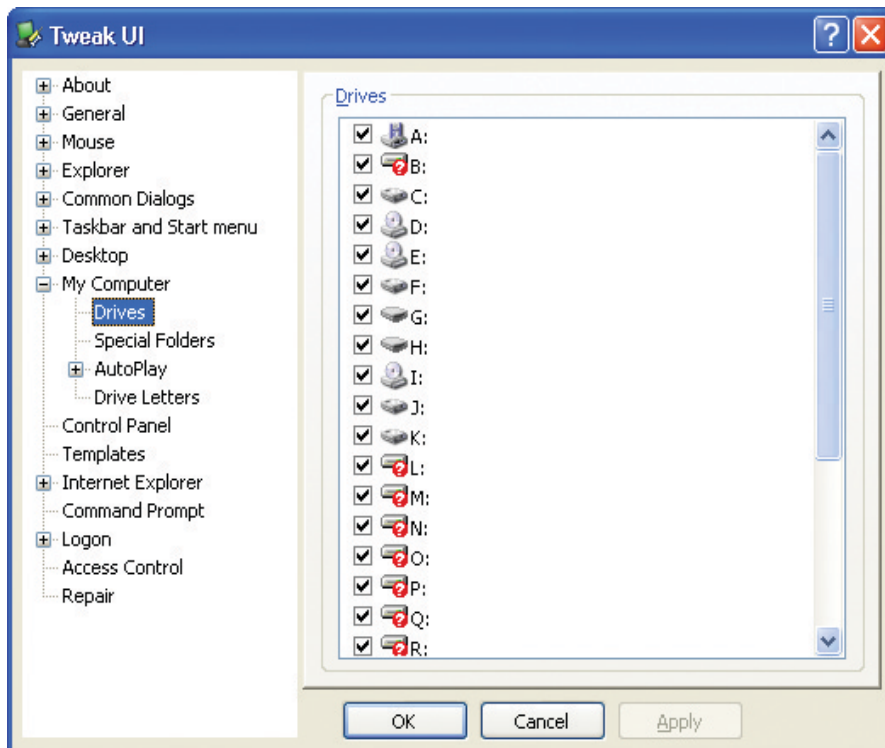 Tweak UI
About
General
Mouse
Explorer
Common Dialogs
Taskbar and Start menu
Desktop
My Computer
Drives
Special Folders
AutoPlay
Drive Letters
Control Panel
Templates
Internet Explorer
Command Prompt
Logon
Access Control
Repair
Drives
A:
B:
C:
D:
E:
F:
G:
H:
I:
J:
K:
L:
M:
N:
O:
P:
Q:
R:
OK Cancel Apply